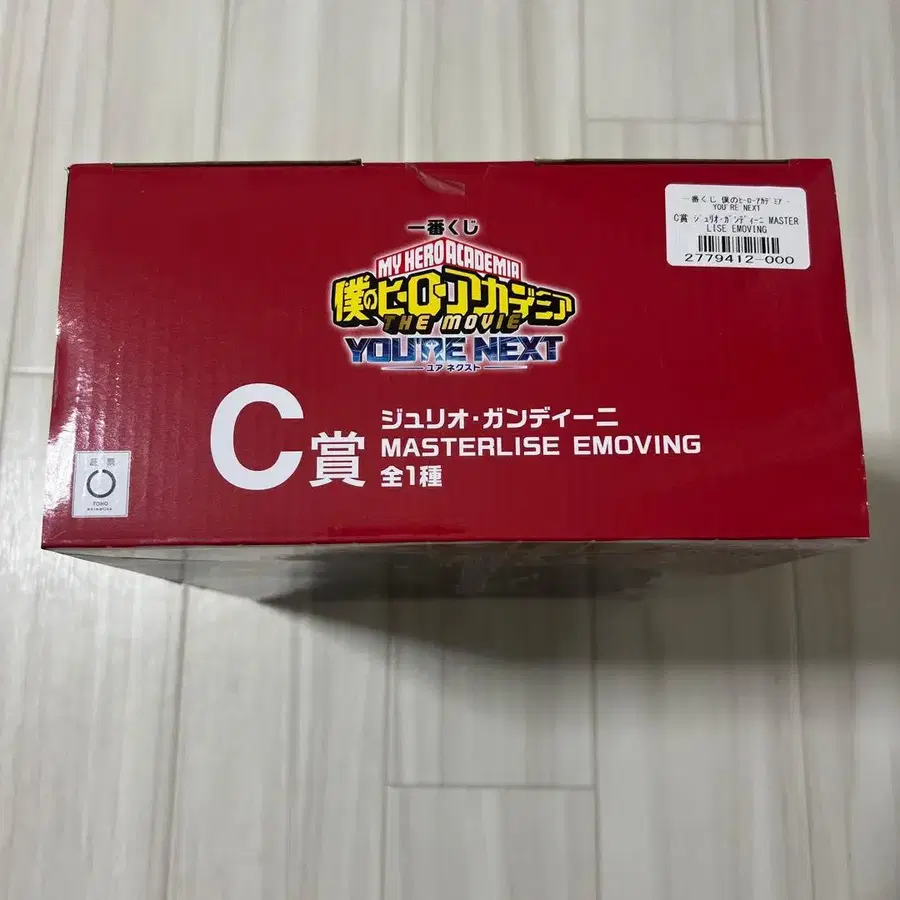 一番くじ
MY HERO ACADEMIA
僕のヒーローアカデミア
THE MOVIE
YOU'RE NEXT
ユア ネクスト
C賞
ジュリオ・ガンディーニ
MASTERLISE EMOVING
全1種
一番くじ 僕のﾋｰﾛｰｱｶﾃﾞﾐｱ
YOU'RE NEXT
C賞 ｼﾞｭﾘｵ･ｶﾞﾝﾃﾞｨｰﾆ MASTER
LISE EMOVING
2779412-000
TOHO
animation